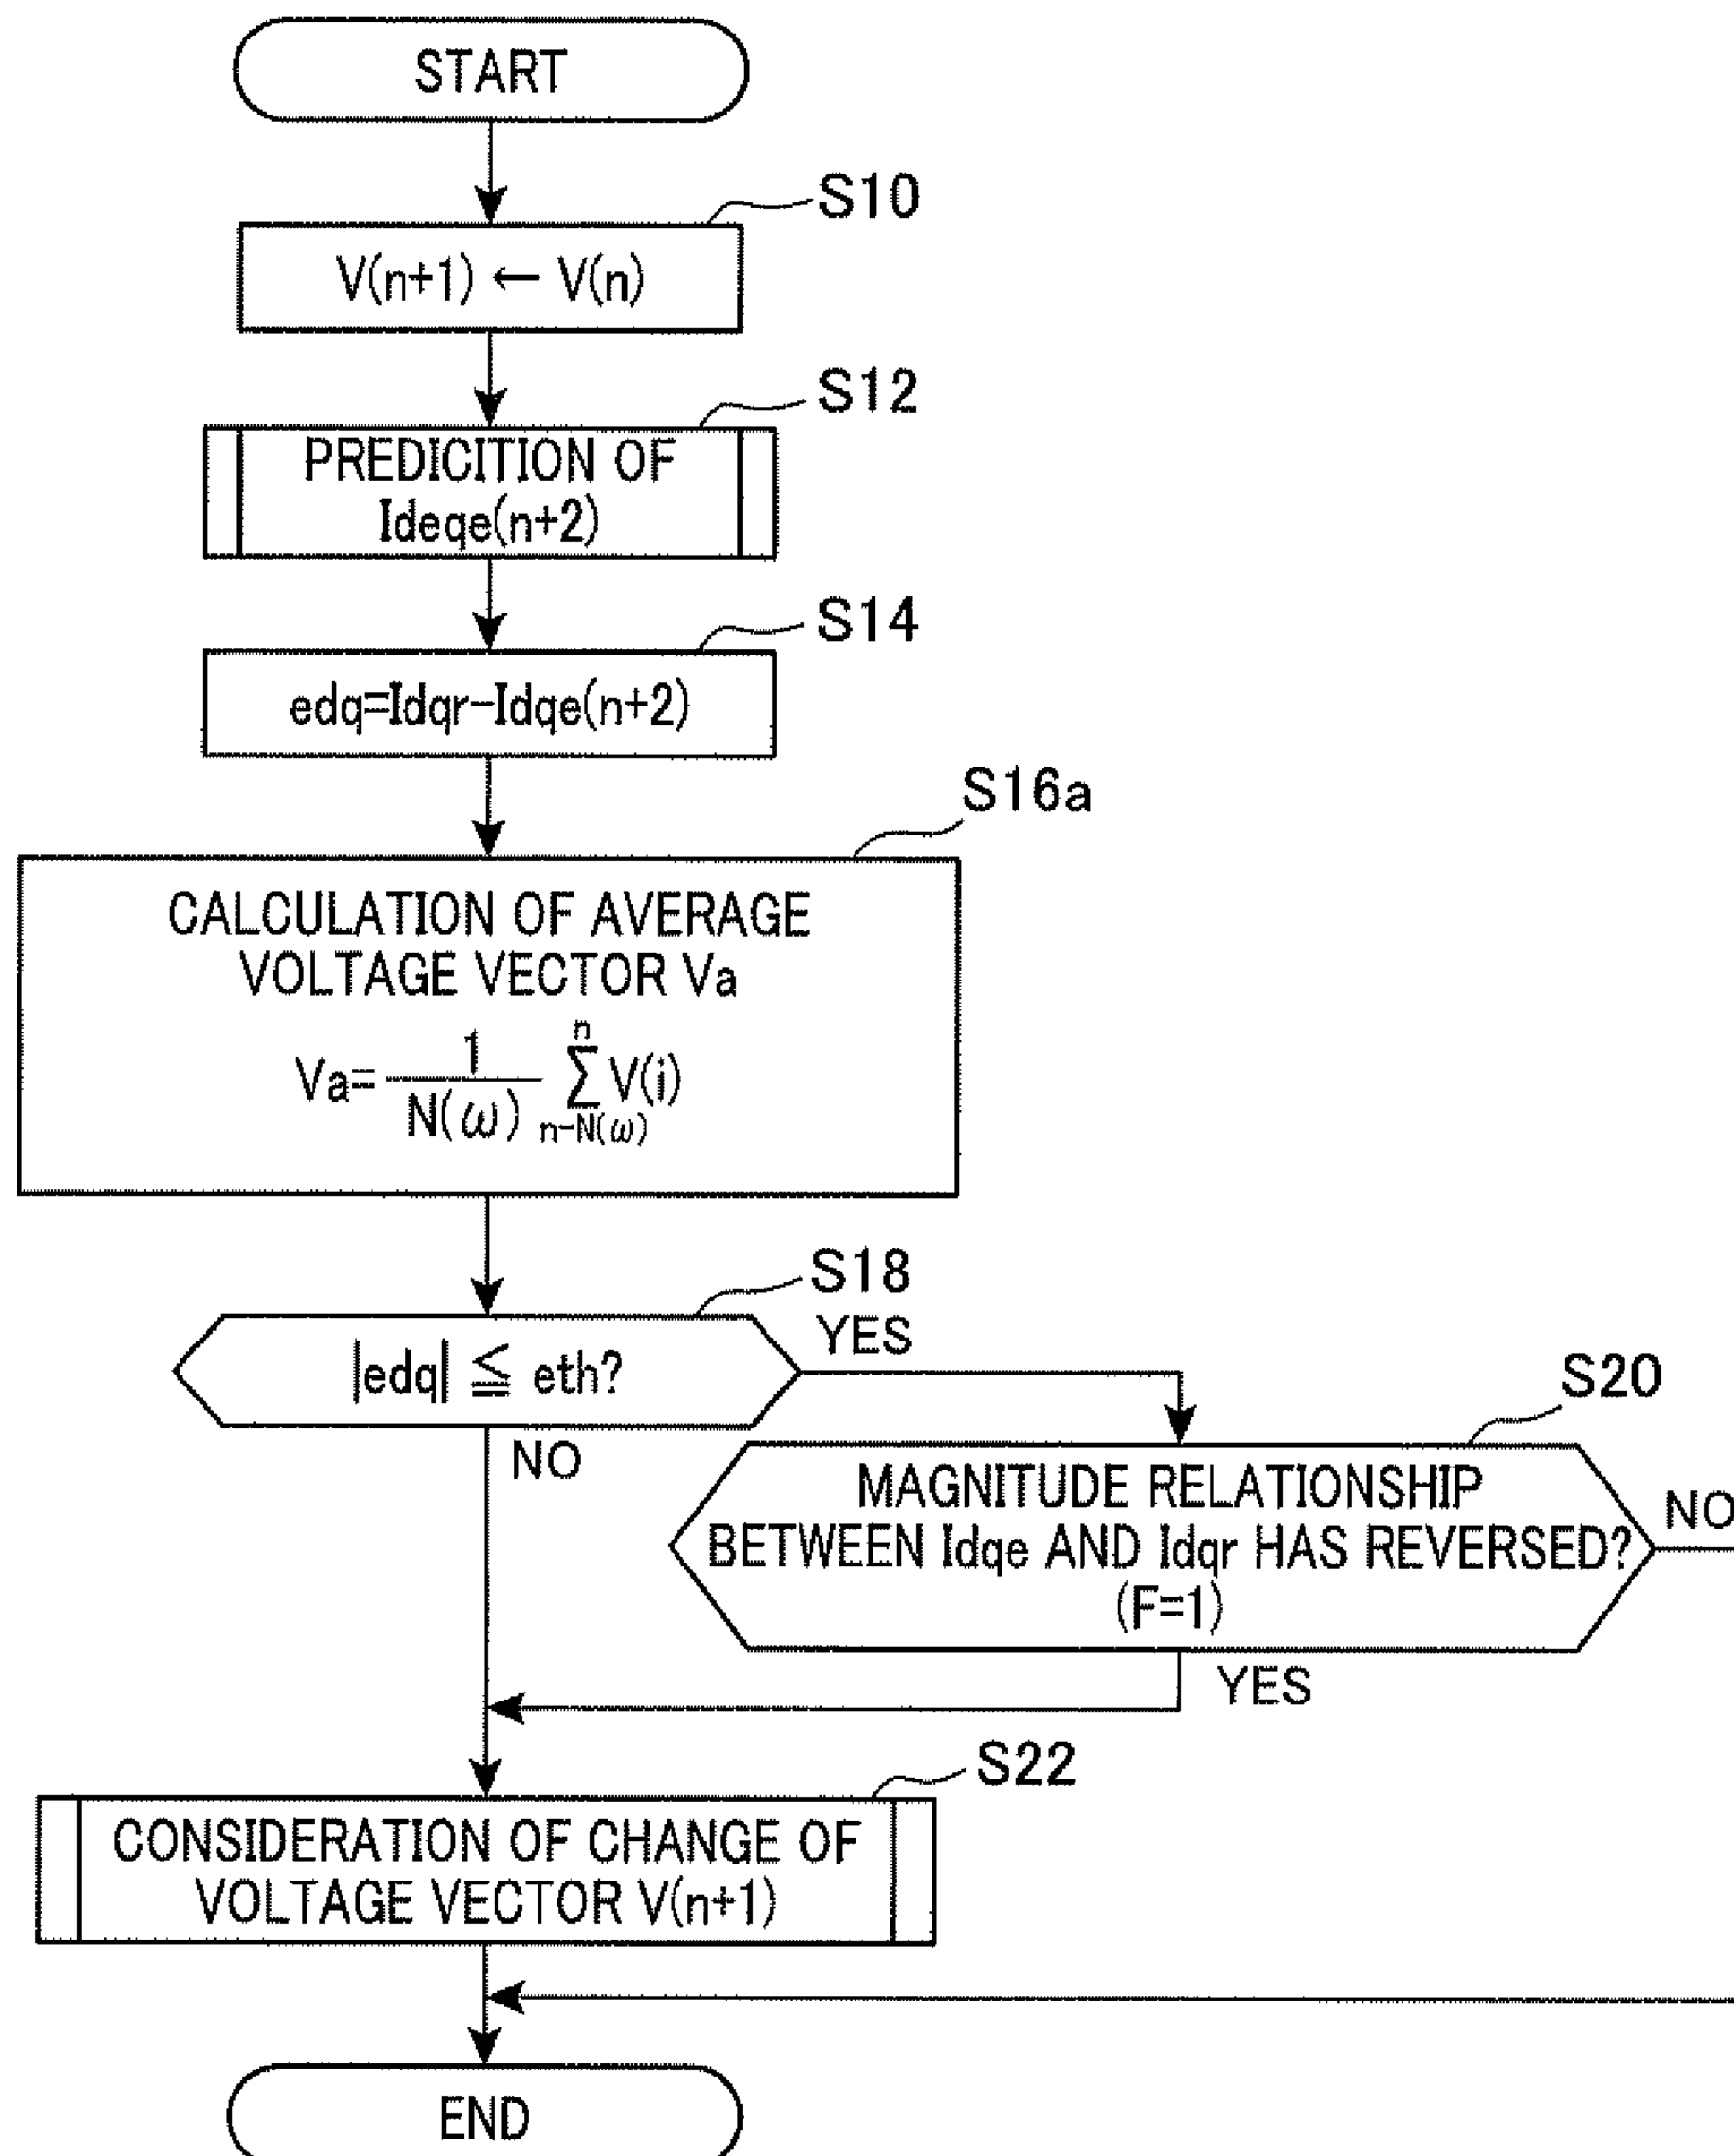 START
S10
V(n+1) ← V(n)
S12
PREDICITION OF
Ideqe(n+2)
S14
edq=Idqr-Idqe(n+2)
S16a
CALCULATION OF AVERAGE
VOLTAGE VECTOR Va
Va= 1/N(ω) n∑n-N(ω) V(i)
S18
|edq| ≦ eth?
YES
NO
S20
MAGNITUDE RELATIONSHIP
BETWEEN Idqe AND Idqr HAS REVERSED?
(F=1)
NO
YES
S22
CONSIDERATION OF CHANGE OF
VOLTAGE VECTOR V(n+1)
END